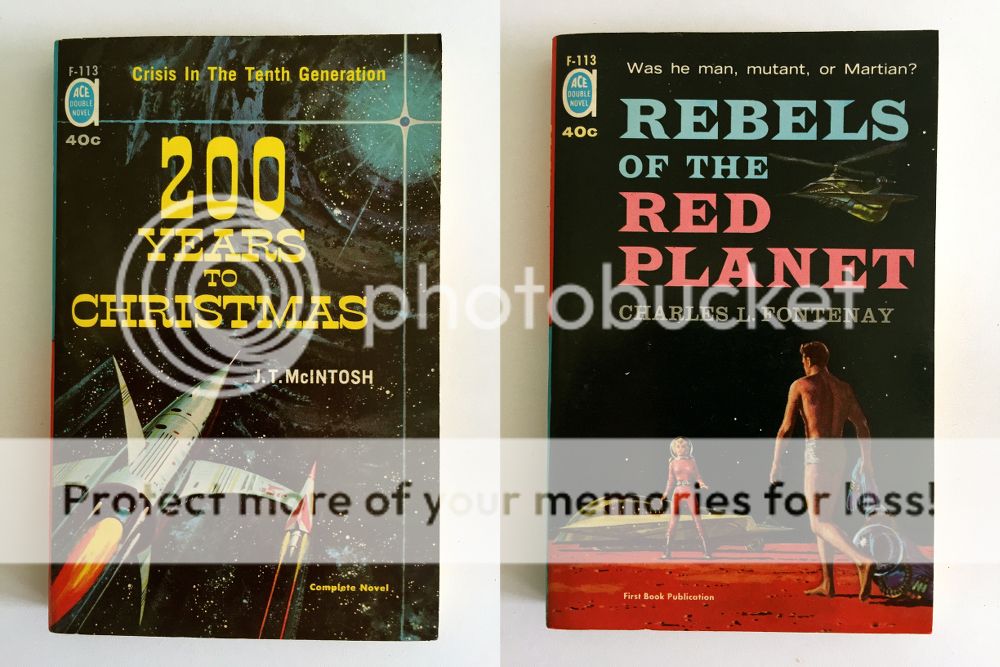 F-113
ACE
DOUBLE
NOVEL
40c
Crisis In The Tenth Generation
200
YEARS
TO
CHRISTMAS
J.T. McINTOSH
Complete Novel
F-113
ACE
DOUBLE
NOVEL
40c
Was he man, mutant, or Martian?
REBELS
OF THE
RED
PLANET
CHARLES L. FONTENAY
First Book Publication
photobucket
Protect more of your memories for less!